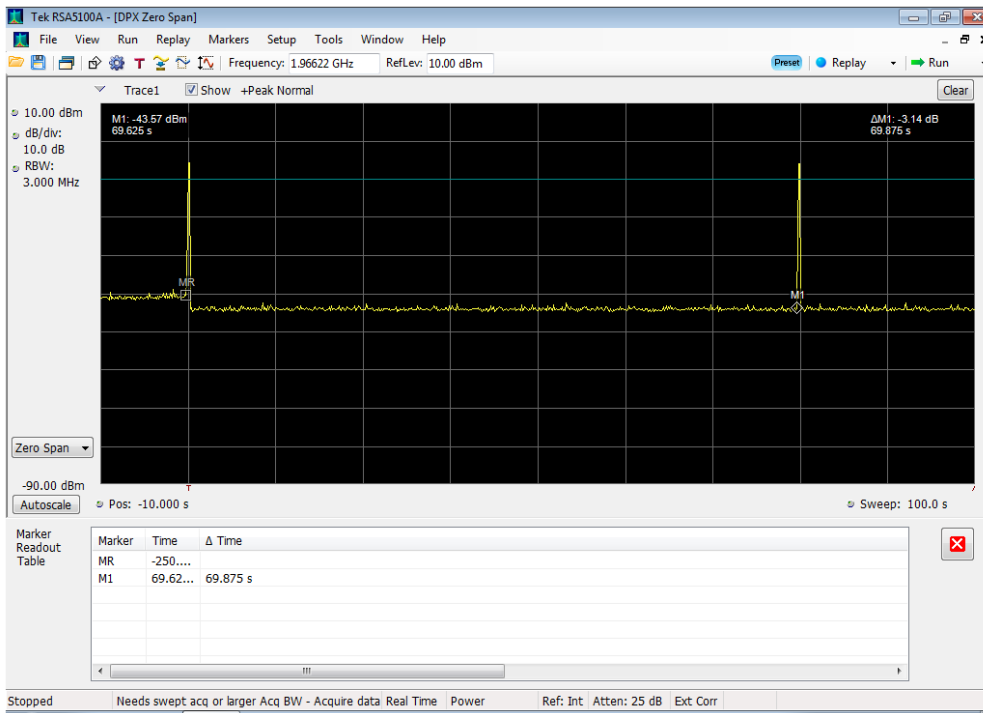 Tek RSA5100A - [DPX Zero Span]
File View Run Replay Markers Setup Tools Window Help
T Frequency: 1.96622 GHz RefLev: 10.00 dBm Preset Replay Run
Trace1 Show +Peak Normal Clear
10.00 dBm
dB/div:
10.0 dB
RBW:
3.000 MHz
M1: -43.57 dBm
69.625 s
ΔM1: -3.14 dB
69.875 s
MR
M1
Zero Span
-90.00 dBm
T
Autoscale Pos: -10.000 s Sweep: 100.0 s
Marker
Readout
Table
Marker Time Δ Time
MR -250....
M1 69.62... 69.875 s
Stopped Needs swept acq or larger Acq BW - Acquire data Real Time Power Ref: Int Atten: 25 dB Ext Corr